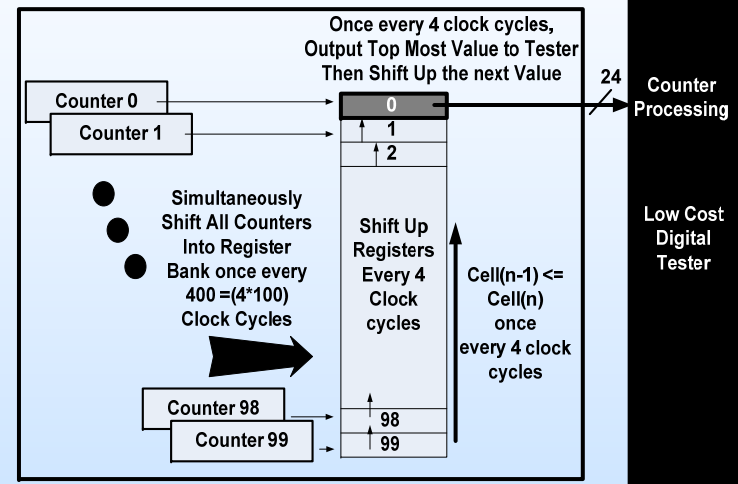 Once every 4 clock cycles,
Output Top Most Value to Tester
Then Shift Up the next Value
24
Counter
Processing
Counter 0
0
Counter 1
1
2
Simultaneously
Shift All Counters
Into Register
Bank once every
400 =(4*100)
Clock Cycles
Shift Up
Registers
Every 4
Clock
cycles
Cell(n-1) <=
Cell(n)
once
every 4 clock
cycles
Low Cost
Digital
Tester
Counter 98
98
Counter 99
99